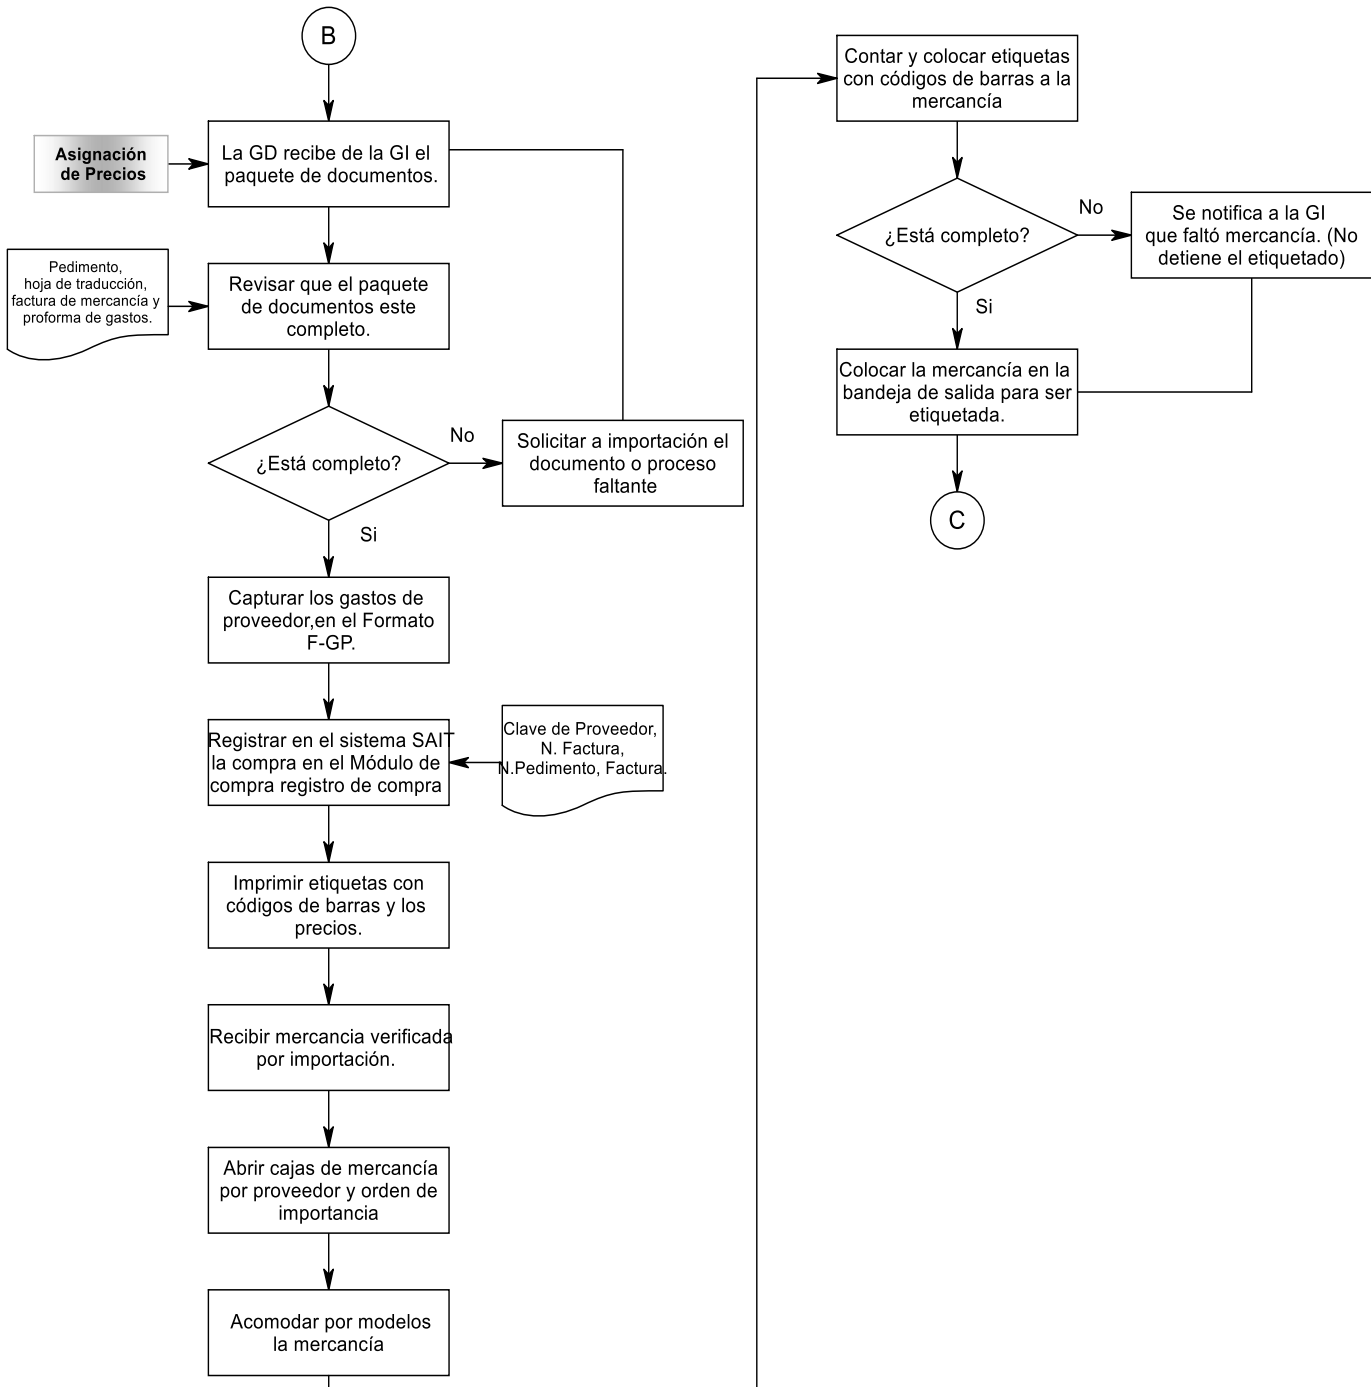 B
Asignación
de Precios
La GD recibe de la GI el
paquete de documentos.
Pedimento,
hoja de traducción,
factura de mercancía y
proforma de gastos.
Revisar que el paquete
de documentos este
completo.
¿Está completo?
No
Solicitar a importación el
documento o proceso
faltante
Si
Capturar los gastos de
proveedor,en el Formato
F-GP.
Registrar en el sistema SAIT
la compra en el Módulo de
compra registro de compra
Clave de Proveedor,
N. Factura,
N.Pedimento, Factura.
Imprimir etiquetas con
códigos de barras y los
precios.
Recibir mercancia verificada
por importación.
Abrir cajas de mercancía
por proveedor y orden de
importancia
Acomodar por modelos
la mercancía
Contar y colocar etiquetas
con códigos de barras a la
mercancía
¿Está completo?
No
Se notifica a la GI
que faltó mercancía. (No
detiene el etiquetado)
Si
Colocar la mercancía en la
bandeja de salida para ser
etiquetada.
C